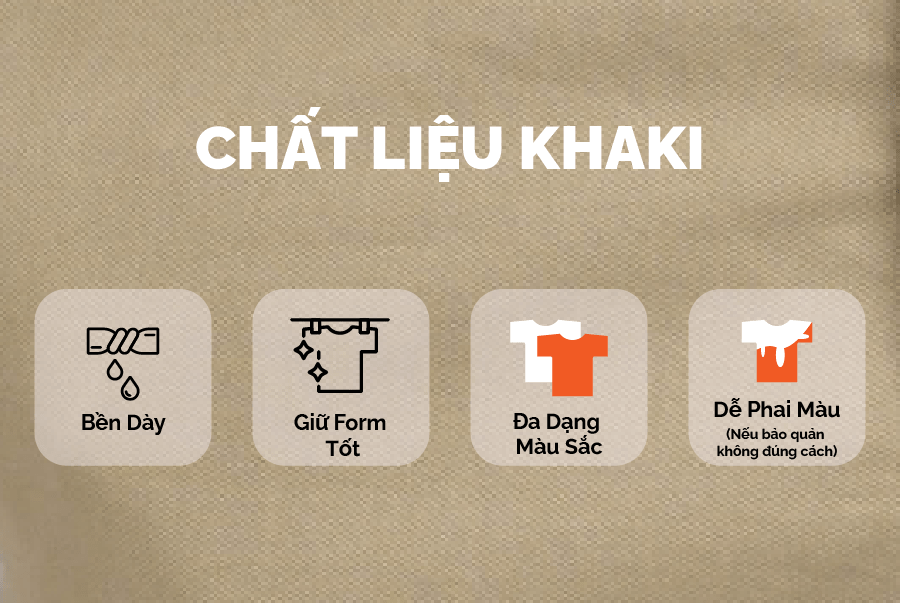 CHẤT LIỆU KHAKI
Bền Dày
Giữ Form
Tốt
Đa Dạng
Màu Sắc
Dễ Phai Màu
(Nếu bảo quản
không đúng cách)